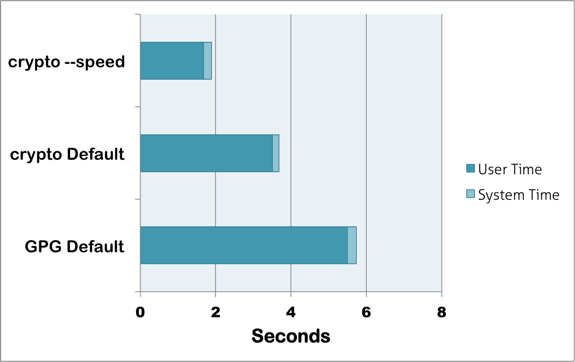 crypto --speed
crypto Default
GPG Default
0 2 4 6 8
Seconds
User Time
System Time